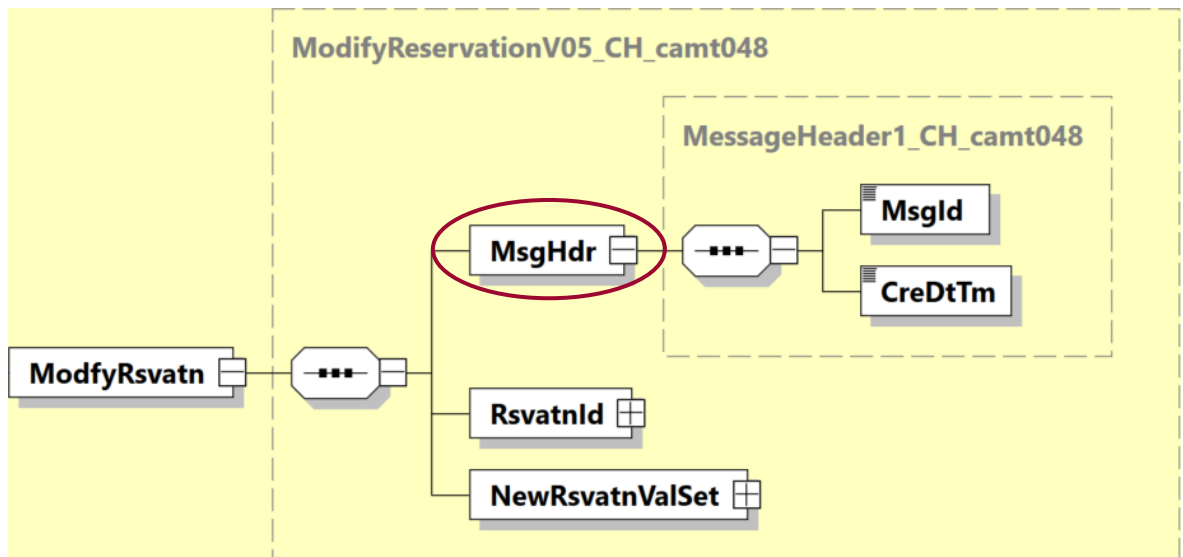 ModifyReservationV05_CH_camt048
MessageHeader1_CH_camt048
MsgId
MsgHdr
CreDtTm
ModfyRsvatn
RsvatnId
NewRsvatnValSet